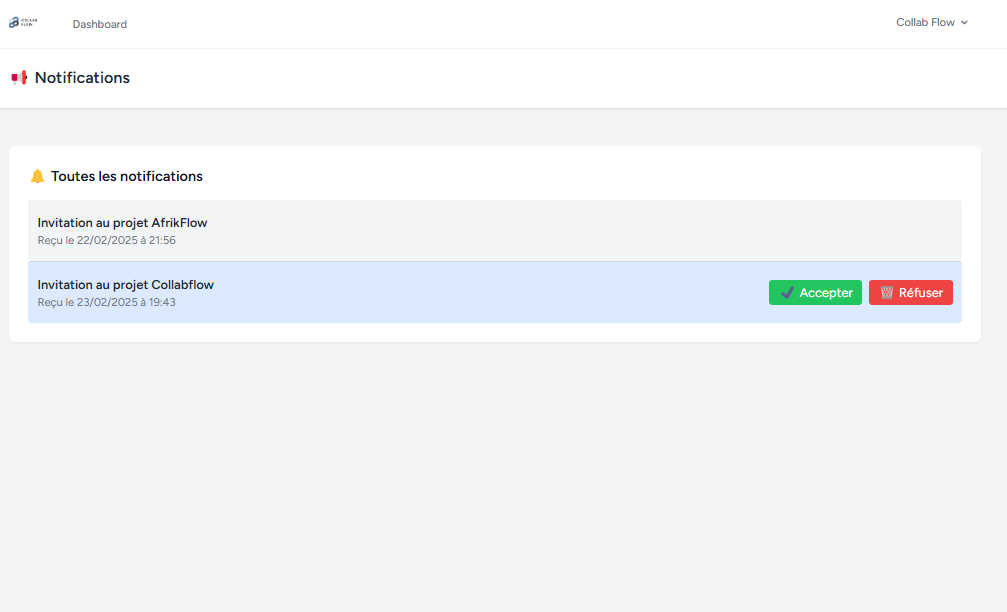 COLLAB
FLOW
Dashboard
Collab Flow
Notifications
Toutes les notifications
Invitation au projet AfrikFlow
Reçu le 22/02/2025 à 21:56
Invitation au projet Collabflow
Reçu le 23/02/2025 à 19:43
Accepter
Réfuser